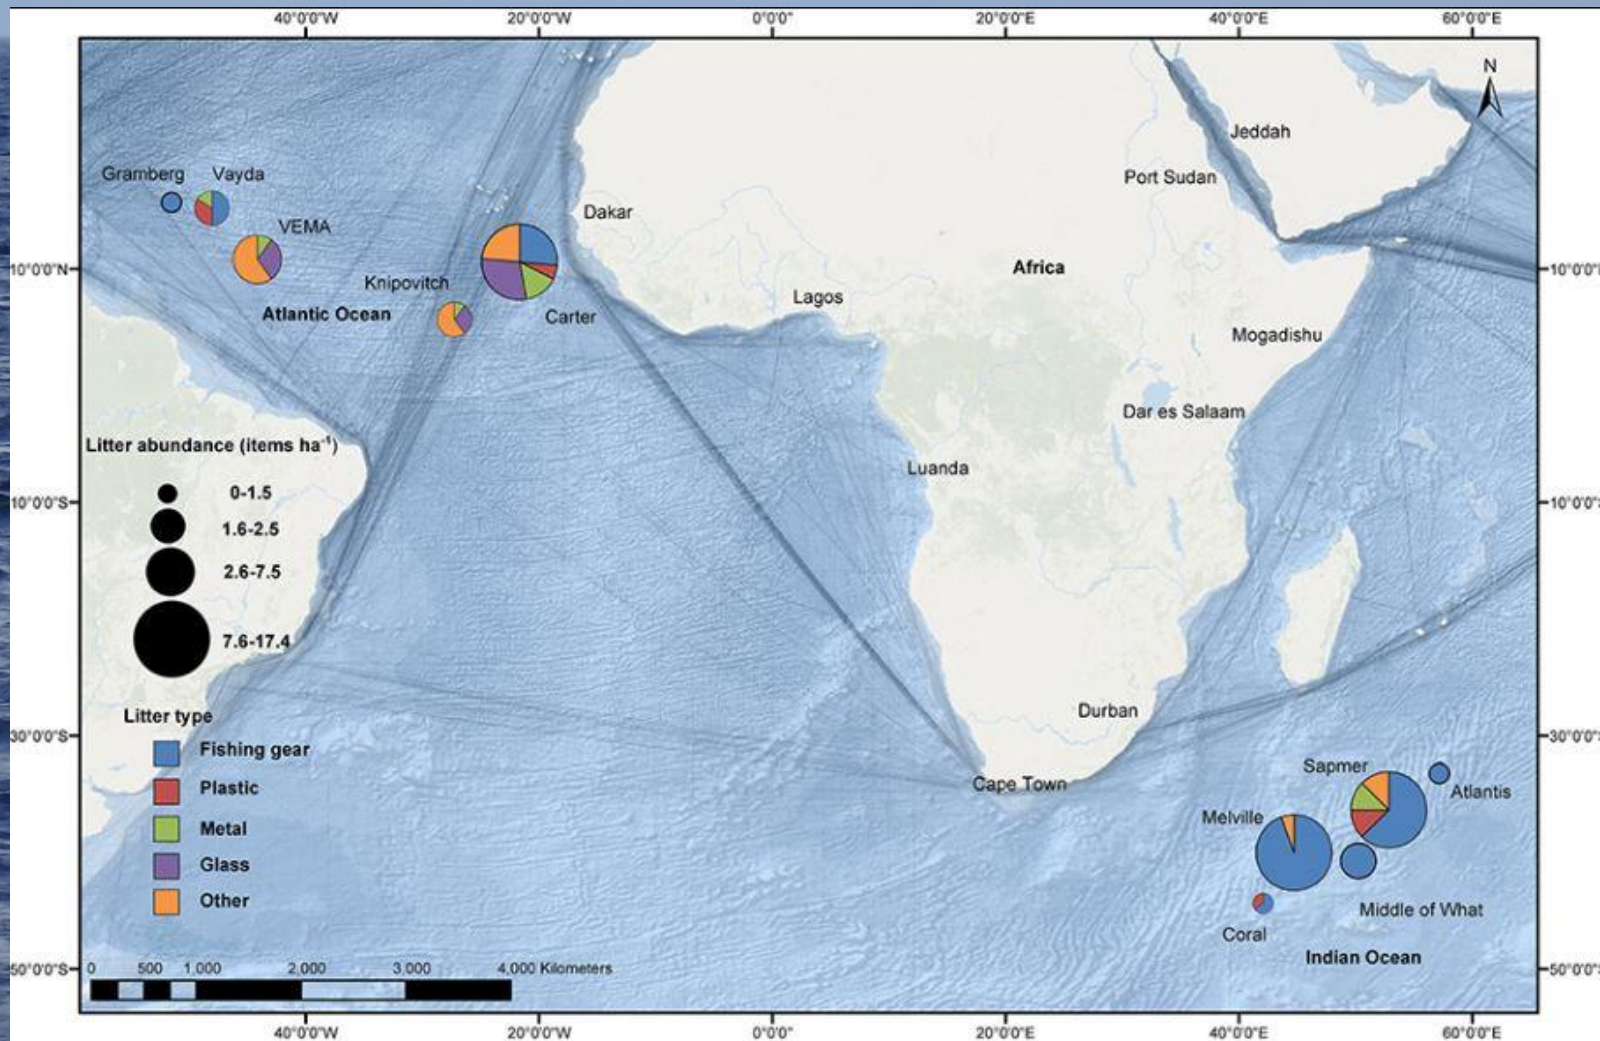 40°0'0"W 20°0'0"W 0°0'0" 20°0'0"E 40°0'0"E 60°0'0"E
N
Jeddah
Gramberg Vayda
Port Sudan
Dakar
VEMA
10°0'0"N Africa 10°0'0"
Knipovitch
Lagos
Atlantic Ocean Carter
Mogadishu
Dar es Salaam
Litter abundance (items ha-1)
Luanda
0-1.5
10°0'0"S 10°0'0"
1.6-2.5
2.6-7.5
7.6-17.4
Durban
Litter type
30°0'0"S 30°0'0"
Fishing gear
Sapmer
Cape Town
Plastic Atlantis
Melville
Metal
Glass
Other
Middle of What
Coral
Indian Ocean
50°0'0"S 50°0'0"
0 500 1,000 2,000 3,000 4,000 Kilometers
40°0'0"W 20°0'0"W 0°0'0" 20°0'0"E 40°0'0"E 60°0'0"E